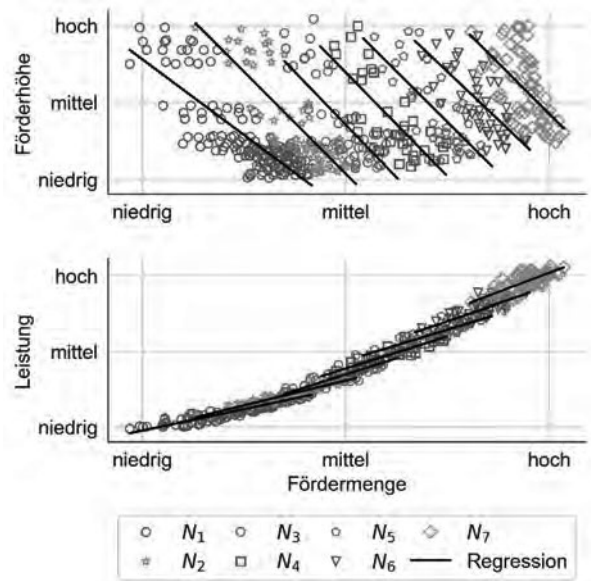 hoch
mittel
niedrig
Förderhöhe
niedrig mittel hoch
hoch
mittel
niedrig
Leistung
niedrig mittel hoch
Fördermenge
N1 N3 N5 N7
N2 N4 N6 Regression